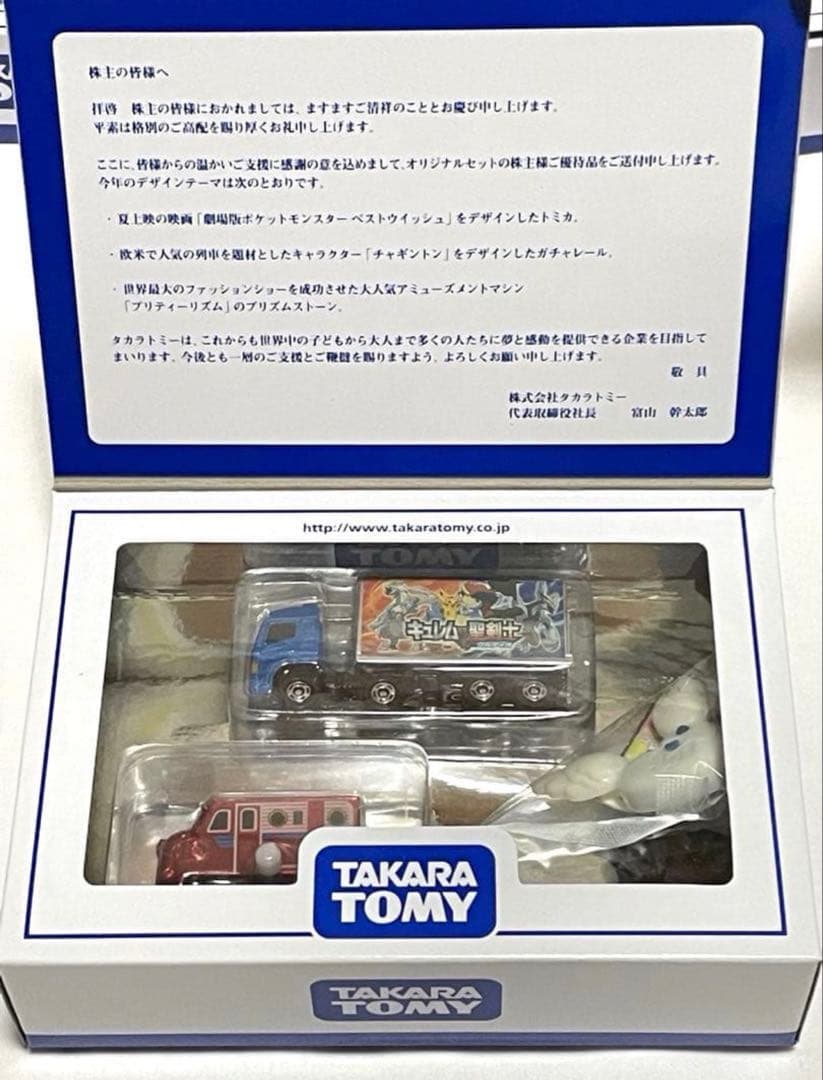 株主の皆様へ
拝啓 株主の皆様におかれましては、ますますご清祥のこととお慶び申し上げます。
平素は格別のご高配を賜り厚くお礼申し上げます。
ここに、皆様からの温かいご支援に感謝の意を込めまして、オリジナルセットの株主様ご優待品をご送付申し上げます。
今年のデザインテーマは次のとおりです。
・夏上映の映画「劇場版ポケットモンスター ベストウイッシュ」をデザインしたトミカ。
・欧米で人気の列車を題材としたキャラクター「チャギントン」をデザインしたガチャレール。
・世界最大のファッションショーを成功させた大人気アミューズメントマシン
「プリティーリズム」のプリズムストーン。
タカラトミーは、これからも世界中の子どもから大人まで多くの人たちに夢と感動を提供できる企業を目指して
まいります。今後とも一層のご支援とご鞭撻を賜りますよう、よろしくお願い申し上げます。
敬 具
株式会社タカラトミー
代表取締役社長 富山 幹太郎
http://www.takaratomy.co.jp
TOMY
キュレム 聖剣士
TAKARA
TOMY
TAKARA
TOMY